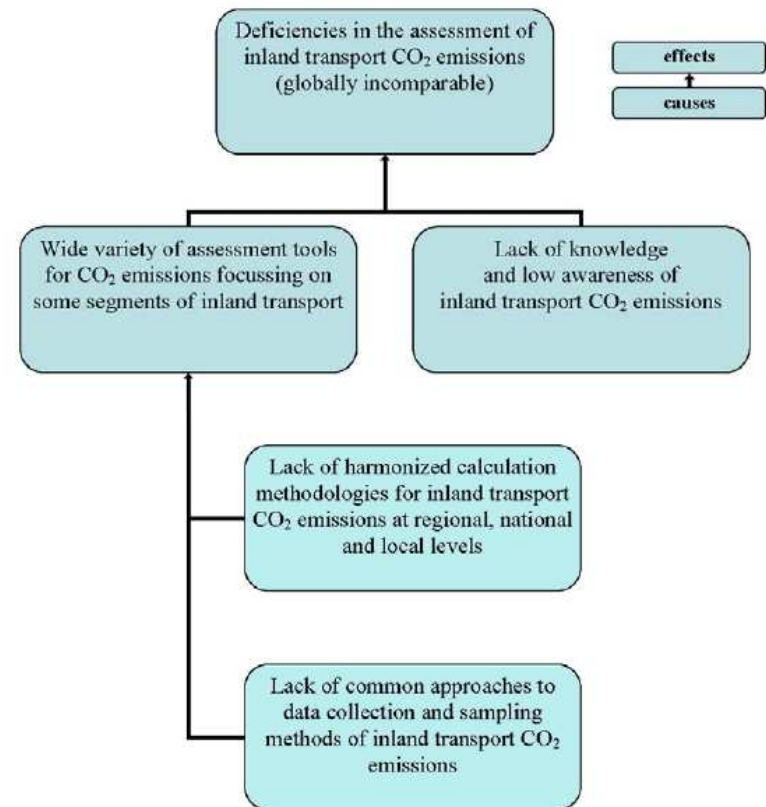 Deficiencies in the assessment of
inland transport CO₂ emissions
(globally incomparable)
effects
causes
Wide variety of assessment tools
for CO₂ emissions focussing on
some segments of inland transport
Lack of knowledge
and low awareness of
inland transport CO₂ emissions
Lack of harmonized calculation
methodologies for inland transport
CO₂ emissions at regional, national
and local levels
Lack of common approaches to
data collection and sampling
methods of inland transport CO₂
emissions